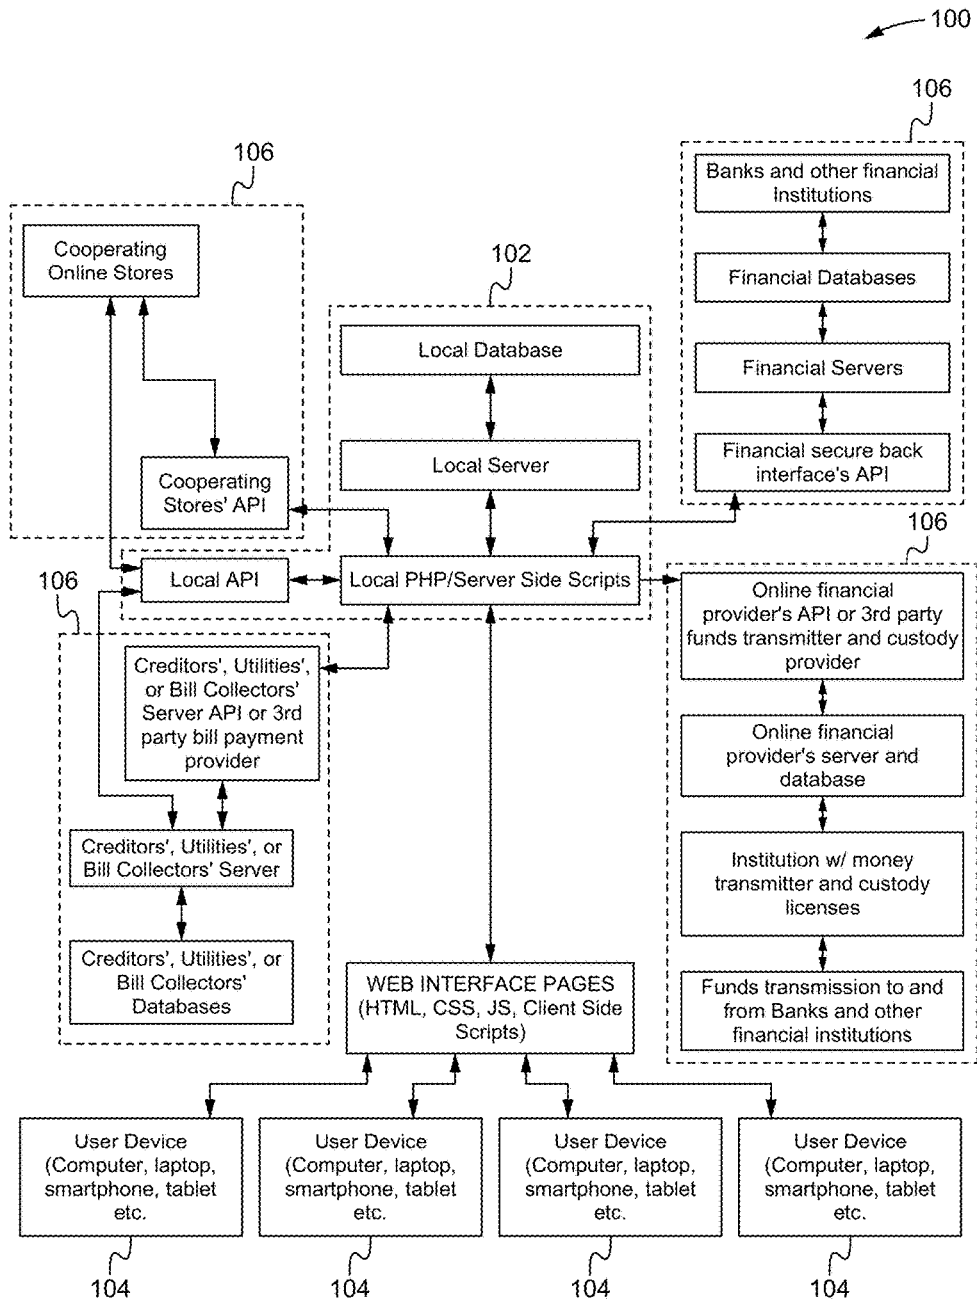 100
106
Banks and other financial
Institutions
Financial Databases
Financial Servers
Financial secure back
interface's API
106
Cooperating
Online Stores
Cooperating
Stores' API
102
Local Database
Local Server
Local PHP/Server Side Scripts
Local API
106
Online financial
provider's API or 3rd party
funds transmitter and custody
provider
Online financial
provider's server and
database
Institution w/ money
transmitter and custody
licenses
Funds transmission to and
from Banks and other
financial institutions
106
Creditors', Utilities',
or Bill Collectors'
Server API or 3rd
party bill payment
provider
Creditors', Utilities', or
Bill Collectors' Server
Creditors', Utilities', or
Bill Collectors'
Databases
WEB INTERFACE PAGES
(HTML, CSS, JS, Client Side
Scripts)
User Device
(Computer, laptop,
smartphone, tablet
etc.
104
User Device
(Computer, laptop,
smartphone, tablet
etc.
104
User Device
(Computer, laptop,
smartphone, tablet
etc.
104
User Device
(Computer, laptop,
smartphone, tablet
etc.
104